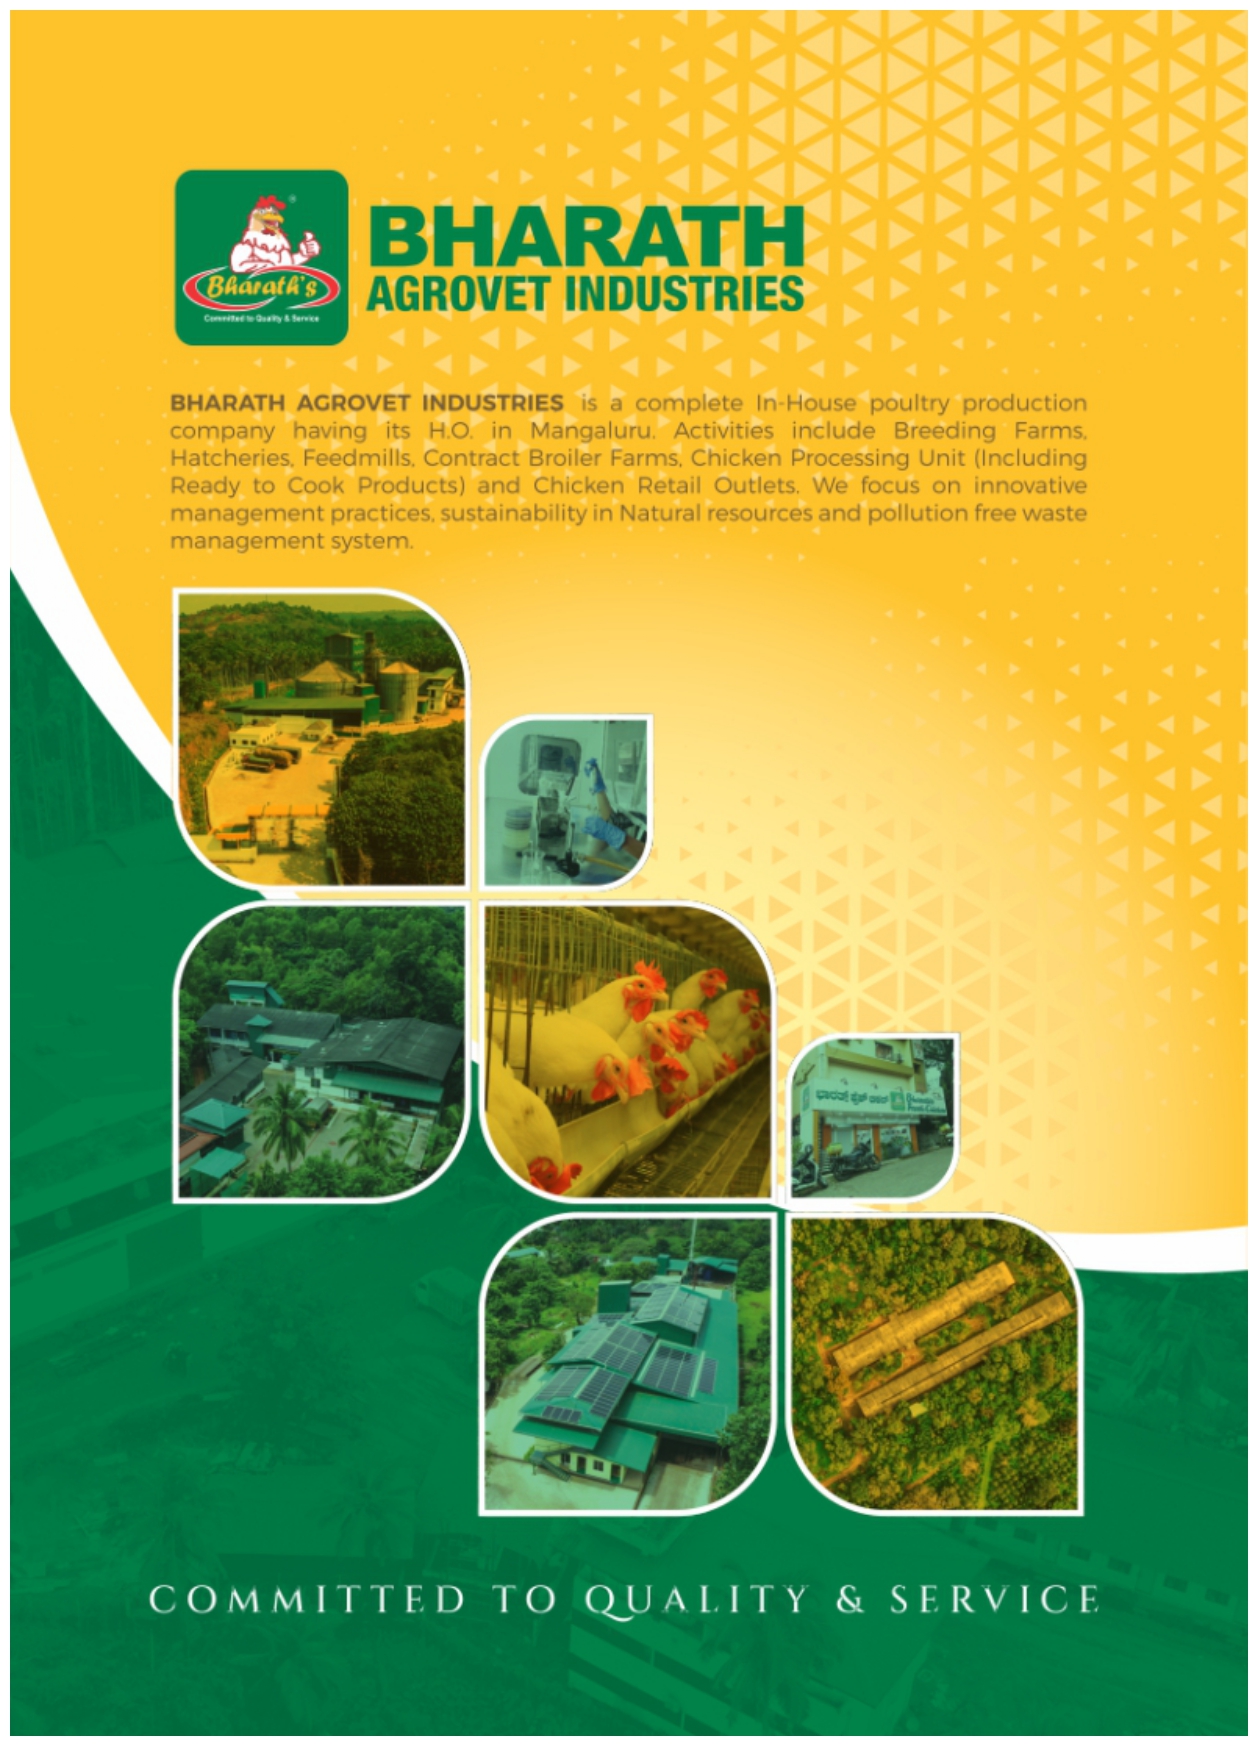 Bharath's
Committed to Quality & Service
BHARATH
AGROVET INDUSTRIES
BHARATH AGROVET INDUSTRIES is a complete In-House poultry production
company having its H.O. in Mangaluru. Activities include Breeding Farms,
Hatcheries, Feedmills, Contract Broiler Farms, Chicken Processing Unit (Including
Ready to Cook Products) and Chicken Retail Outlets. We focus on innovative
management practices, sustainability in Natural resources and pollution free waste
management system.
ಭಾರತ್ ಫ್ರೆಶ್ ಚಿಕನ್
COMMITTED TO QUALITY & SERVICE